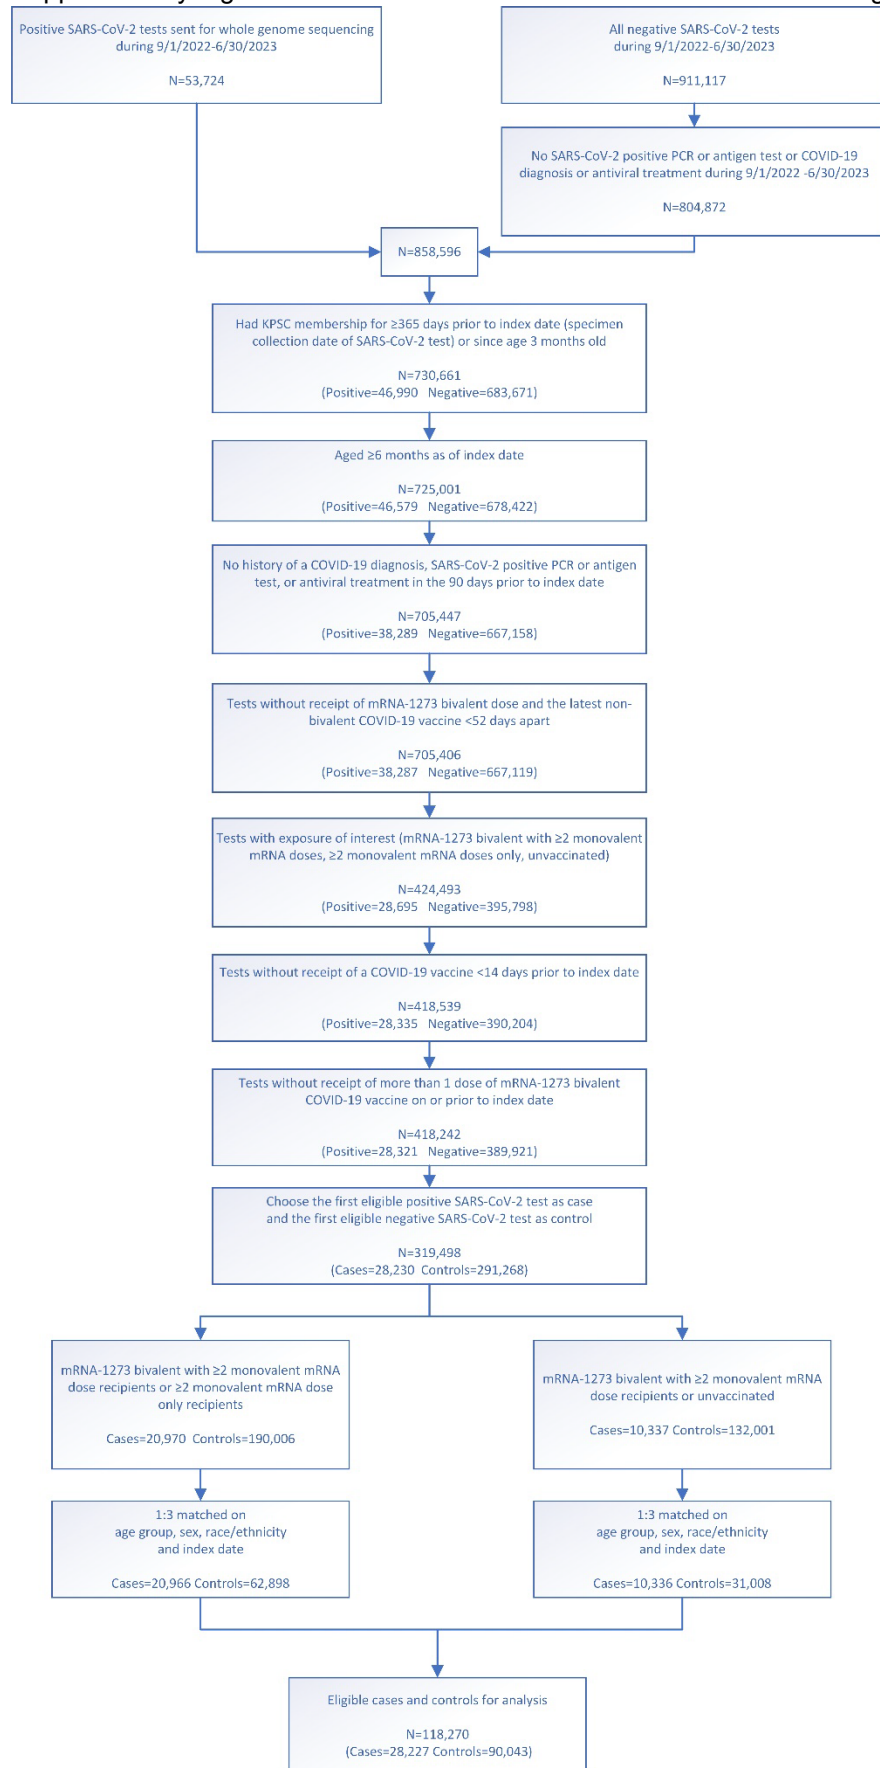 Positive SARS-CoV-2 tests sent for whole genome sequencing
during 9/1/2022-6/30/2023
N=53,724
All negative SARS-CoV-2 tests
during 9/1/2022-6/30/2023
N=911,117
No SARS-CoV-2 positive PCR or antigen test or COVID-19
diagnosis or antiviral treatment during 9/1/2022 -6/30/2023
N=804,872
N=858,596
Had KPSC membership for ≥365 days prior to index date (specimen
collection date of SARS-CoV-2 test) or since age 3 months old
N=730,661
(Positive=46,990 Negative=683,671)
Aged ≥6 months as of index date
N=725,001
(Positive=46,579 Negative=678,422)
No history of a COVID-19 diagnosis, SARS-CoV-2 positive PCR or antigen
test, or antiviral treatment in the 90 days prior to index date
N=705,447
(Positive=38,289 Negative=667,158)
Tests without receipt of mRNA-1273 bivalent dose and the latest non-
bivalent COVID-19 vaccine <52 days apart
N=705,406
(Positive=38,287 Negative=667,119)
Tests with exposure of interest (mRNA-1273 bivalent with ≥2 monovalent
mRNA doses, ≥2 monovalent mRNA doses only, unvaccinated)
N=424,493
(Positive=28,695 Negative=395,798)
Tests without receipt of a COVID-19 vaccine <14 days prior to index date
N=418,539
(Positive=28,335 Negative=390,204)
Tests without receipt of more than 1 dose of mRNA-1273 bivalent
COVID-19 vaccine on or prior to index date
N=418,242
(Positive=28,321 Negative=389,921)
Choose the first eligible positive SARS-CoV-2 test as case
and the first eligible negative SARS-CoV-2 test as control
N=319,498
(Cases=28,230 Controls=291,268)
mRNA-1273 bivalent with ≥2 monovalent mRNA
dose recipients or ≥2 monovalent mRNA dose
only recipients
Cases=20,970 Controls=190,006
mRNA-1273 bivalent with ≥2 monovalent mRNA
dose recipients or unvaccinated
Cases=10,337 Controls=132,001
1:3 matched on
age group, sex, race/ethnicity
and index date
Cases=20,966 Controls=62,898
1:3 matched on
age group, sex, race/ethnicity
and index date
Cases=10,336 Controls=31,008
Eligible cases and controls for analysis
N=118,270
(Cases=28,227 Controls=90,043)